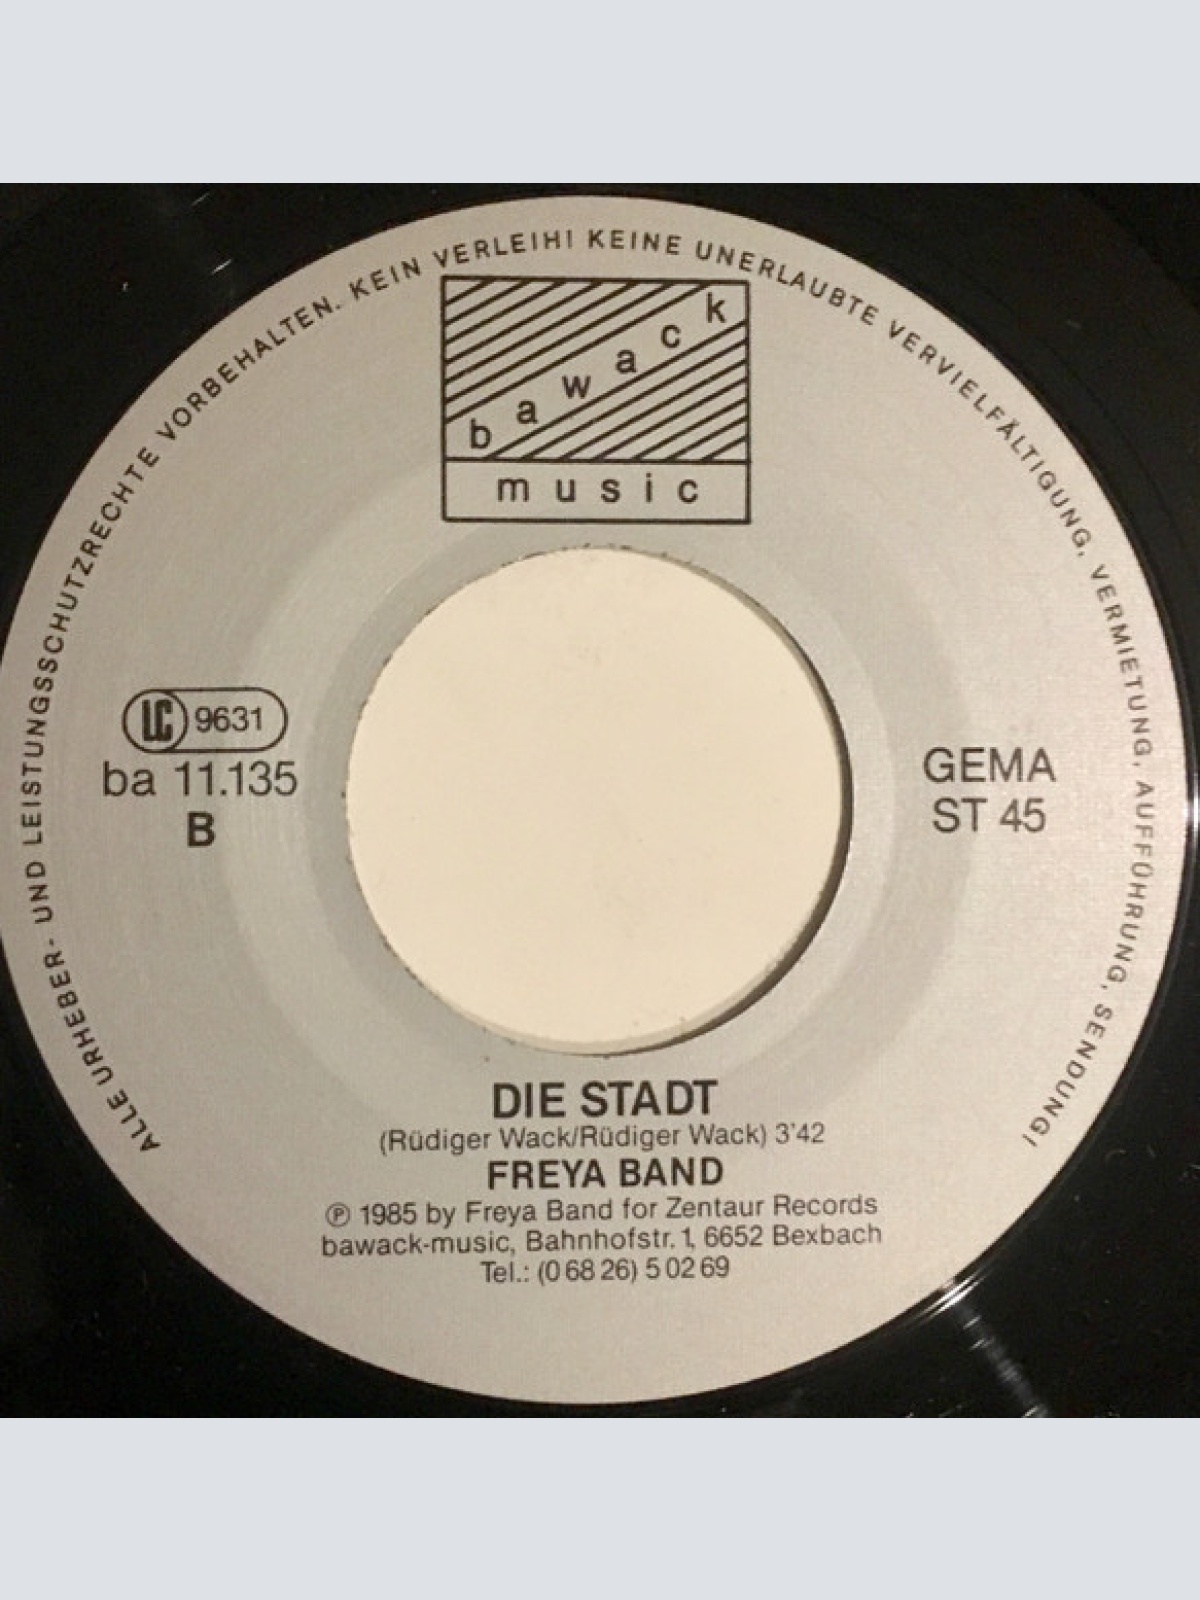 ALLE URHEBER- UND LEISTUNGSSCHUTZRECHTE VORBEHALTEN. KEIN VERLEIH! KEINE UNERLAUBTE VERVIELFÄLTIGUNG, VERMIETUNG, AUFFÜHRUNG, SENDUNG!
bawack
music
LC 9631
ba 11.135
B
GEMA
ST 45
DIE STADT
(Rüdiger Wack/Rüdiger Wack) 3'42
FREYA BAND
℗ 1985 by Freya Band for Zentaur Records
bawack-music, Bahnhofstr. 1, 6652 Bexbach
Tel.: (0 68 26) 5 02 69